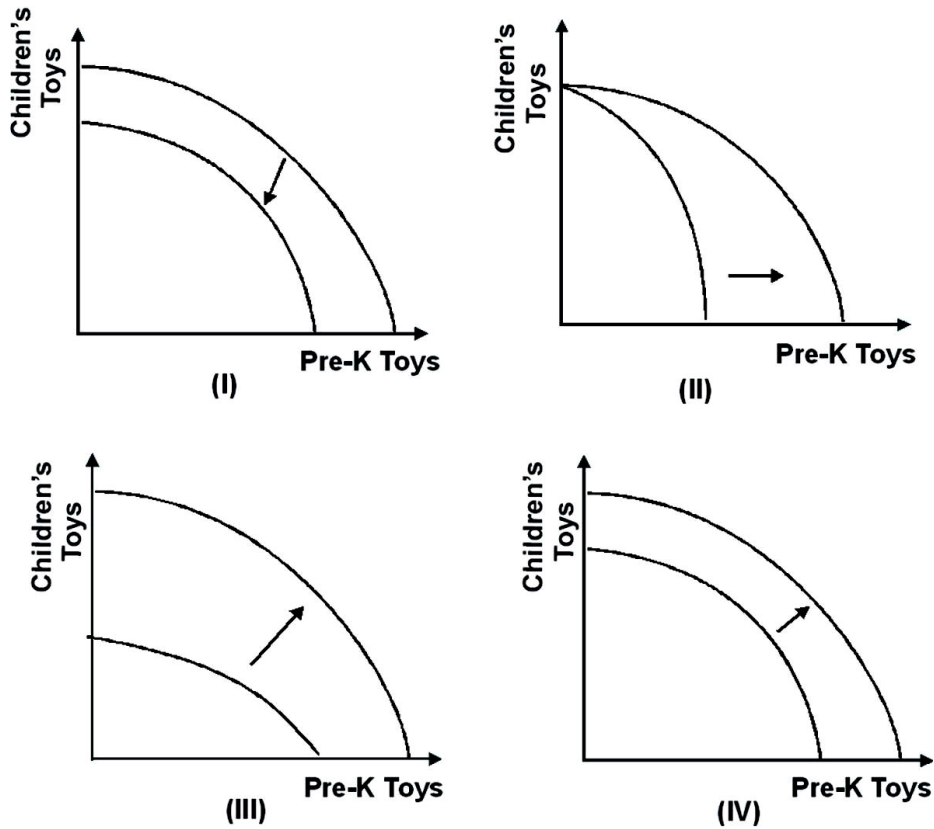 Children's
Toys
Pre-K Toys
(I)
Children's
Toys
Pre-K Toys
(II)
Children's
Toys
Pre-K Toys
(III)
Children's
Toys
Pre-K Toys
(IV)